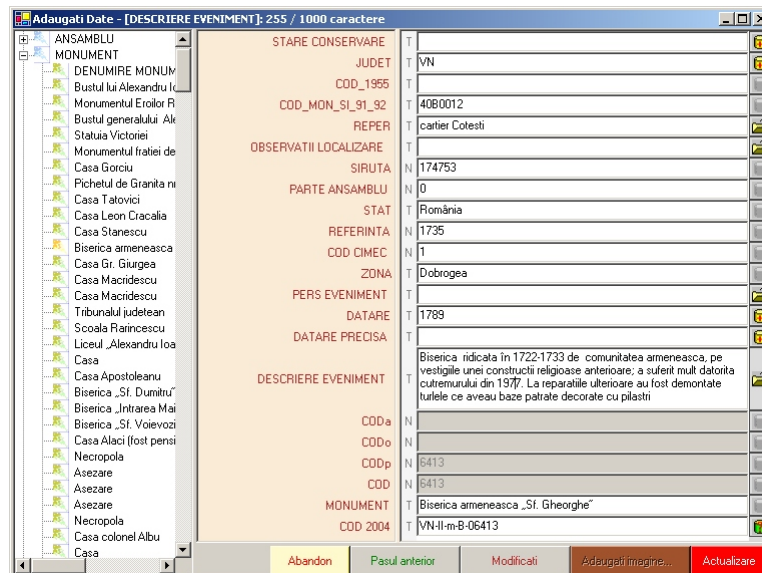 Adaugati Date - [DESCRIERE EVENIMENT]: 255 / 1000 caractere
ANSAMBLU
MONUMENT
DENUMIRE MONUM
Bustul lui Alexandru Io
Monumentul Eroilor R
Bustul generalului Ale
Statuia Victoriei
Monumentul fratiei de
Casa Gorciu
Pichetul de Granita nr
Casa Tatovici
Casa Leon Cracalia
Casa Stanescu
Biserica armeneasca
Casa Gr. Giurgea
Casa Macridescu
Casa Macridescu
Tribunalul judetean
Scoala Rarincescu
Liceul „Alexandru Ioa
Casa
Casa Apostoleanu
Biserica „Sf. Dumitru"
Biserica „Intrarea Mai
Biserica „Sf. Voievozi
Casa Alaci (fost pensi
Necropola
Asezare
Asezare
Asezare
Necropola
Casa colonel Albu
Casa
STARE CONSERVARE T
JUDET T VN
COD_1955 T
COD_MON_SI_91_92 T 40B0012
REPER T cartier Cotesti
OBSERVATII LOCALIZARE T
SIRUTA N 174753
PARTE ANSAMBLU N 0
STAT T România
REFERINTA N 1735
COD CIMEC N 1
ZONA T Dobrogea
PERS EVENIMENT T
DATARE T 1789
DATARE PRECISA T
DESCRIERE EVENIMENT T Biserica ridicata în 1722-1733 de comunitatea armeneasca, pe
vestigiile unei constructii religioase anterioare; a suferit mult datorita
cutremurului din 1977. La reparatiile ulterioare au fost demontate
turlele ce aveau baze patrate decorate cu pilastri
CODa N
CODo N
CODp N 6413
COD N 6413
MONUMENT T Biserica armeneasca „Sf. Gheorghe"
COD 2004 T VN-II-m-B-06413
Abandon Pasul anterior Modificati Adaugati imagine... Actualizare